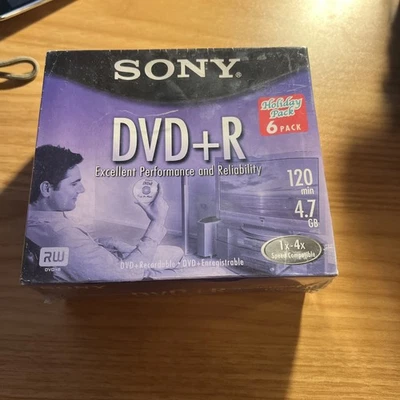 SONY
Holiday
Pack
6 PACK
DVD+R
Excellent Performance and Reliability
120
min
4.7
GB
1x-4x
Speed Compatible
RW
DVD+R
DVD+Recordable • DVD+Enregistrable